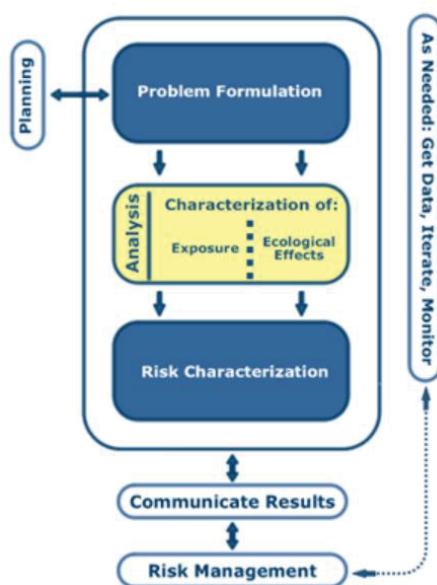 Planning
Problem Formulation
Analysis
Characterization of:
Exposure
Ecological
Effects
Risk Characterization
Communicate Results
Risk Management
As Needed: Get Data, Iterate, Monitor